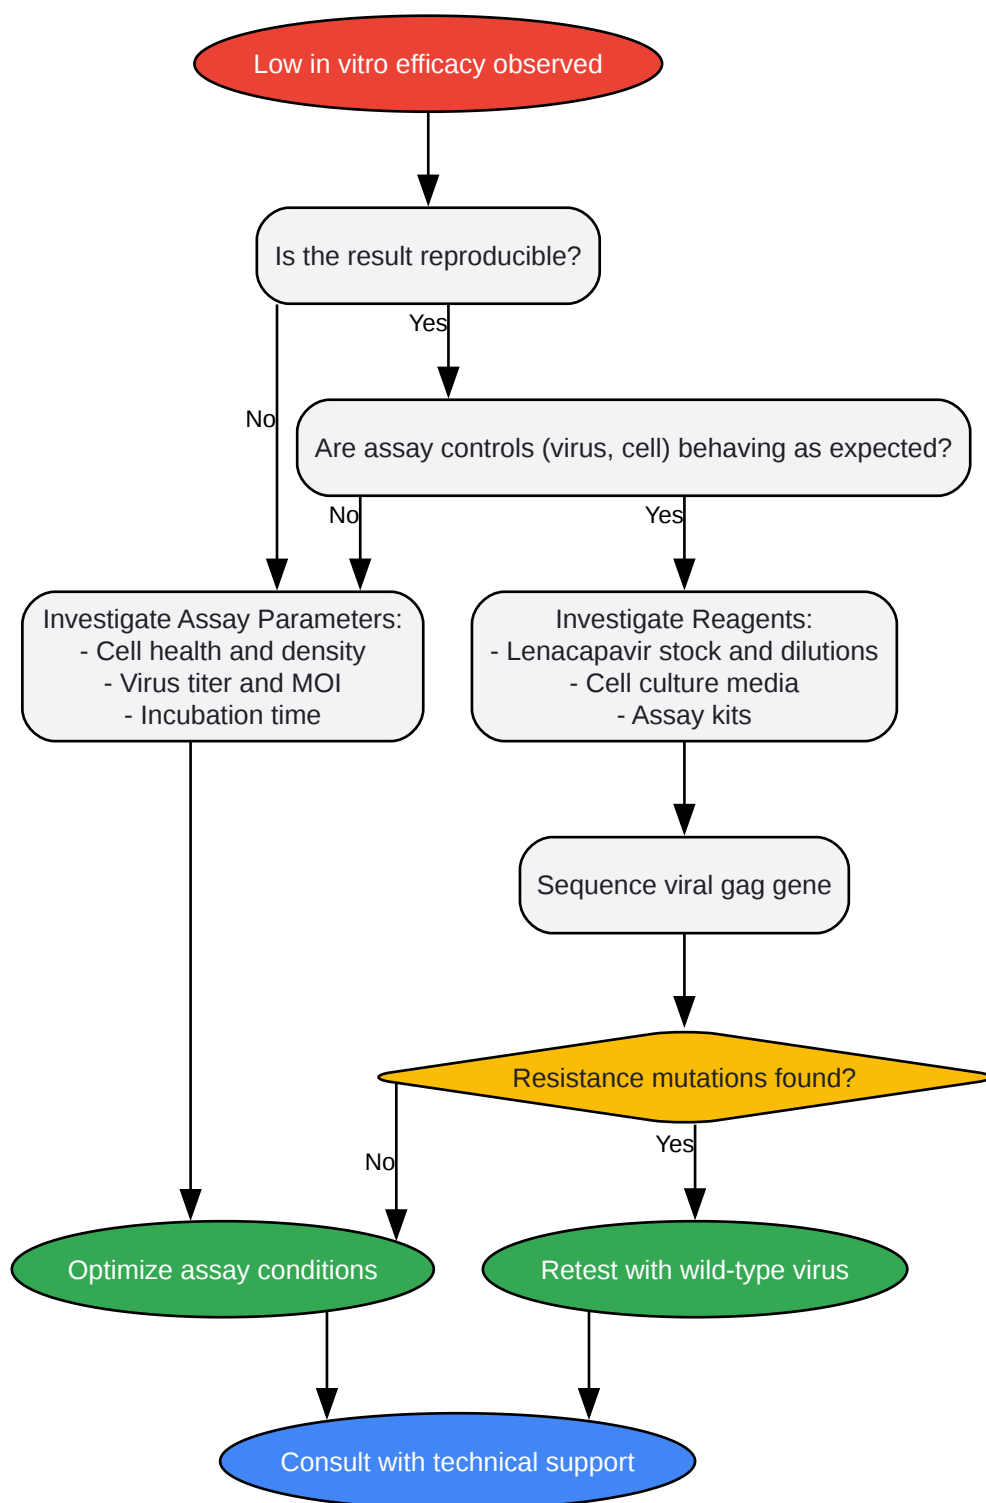 Low in vitro efficacy observed
Is the result reproducible?
Yes
No
Are assay controls (virus, cell) behaving as expected?
No
Yes
Investigate Assay Parameters:
- Cell health and density
- Virus titer and MOI
- Incubation time
Investigate Reagents:
- Lenacapavir stock and dilutions
- Cell culture media
- Assay kits
Sequence viral gag gene
Resistance mutations found?
Yes
No
Optimize assay conditions
Retest with wild-type virus
Consult with technical support